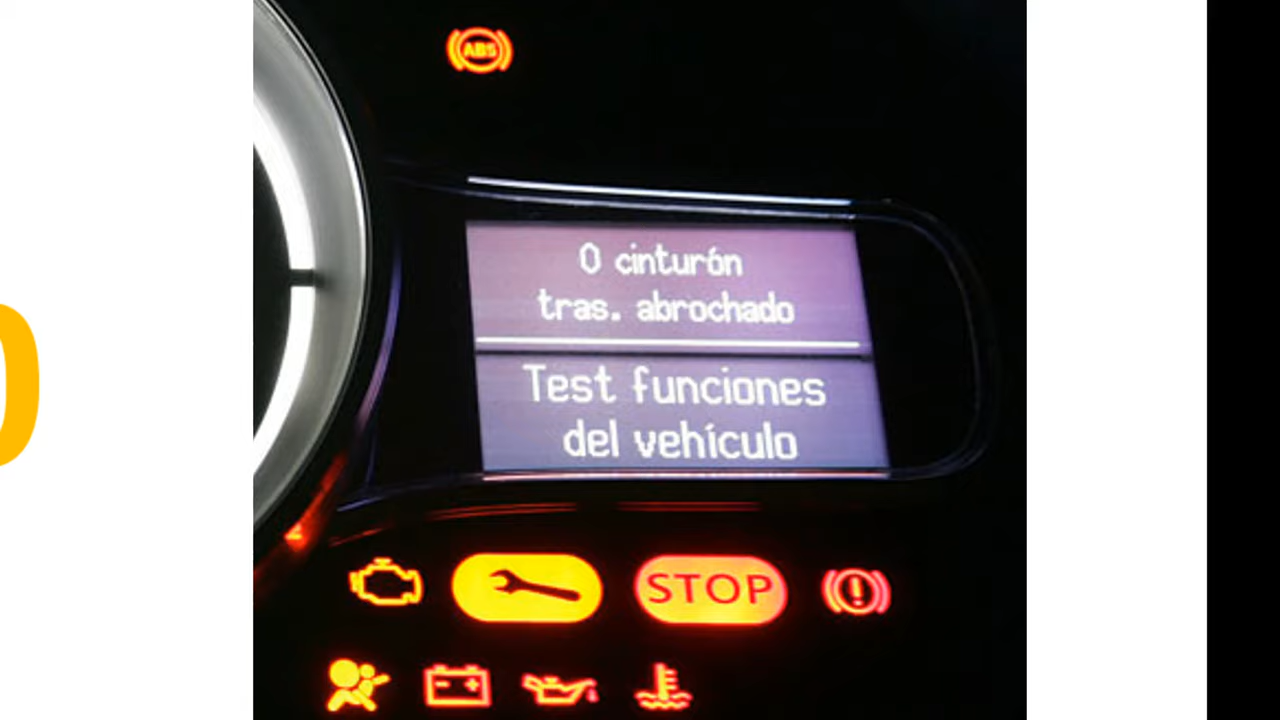 ABS
0 cinturón
tras. abrochado
Test funciones
del vehículo
STOP